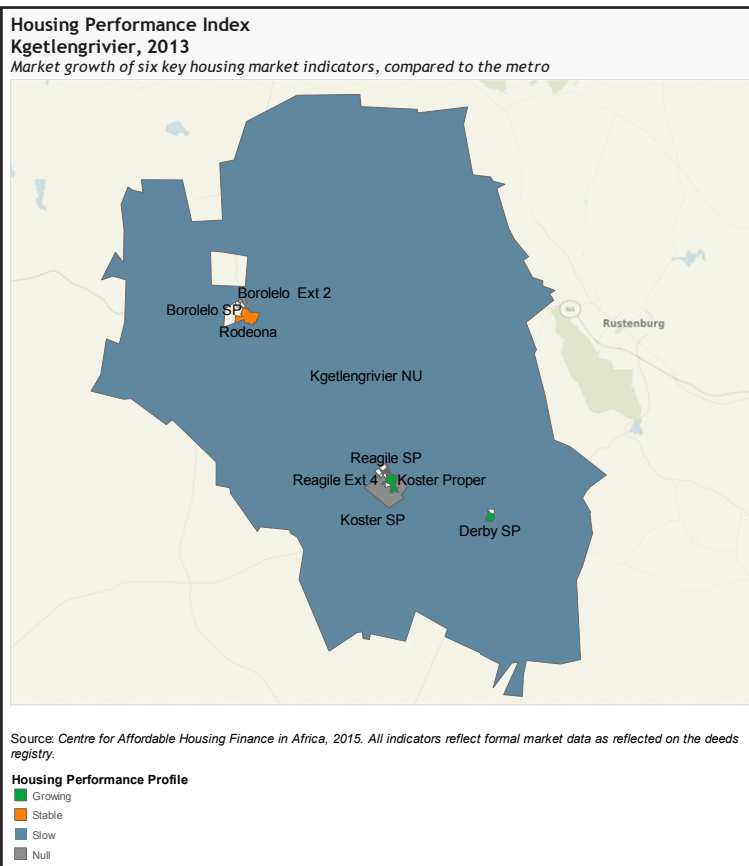 Housing Performance Index
Kgetlengrivier, 2013
Market growth of six key housing market indicators, compared to the metro
Borolelo Ext 2
Borolelo SP
N4
Rustenburg
Rodeona
Kgetlengrivier NU
Reagile SP
Reagile Ext 4
Koster Proper
Koster SP
Derby SP
Source: Centre for Affordable Housing Finance in Africa, 2015. All indicators reflect formal market data as reflected on the deeds
registry.
Housing Performance Profile
Growing
Stable
Slow
Null